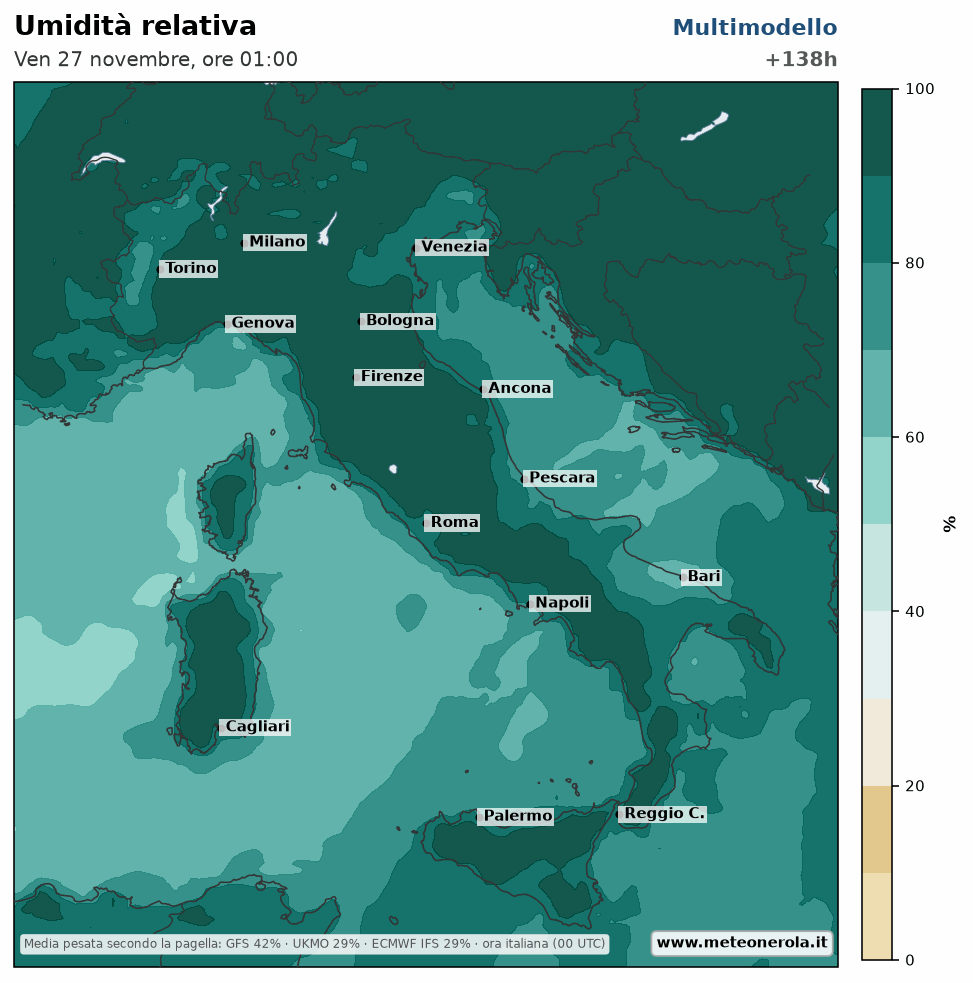 Umidità relativa
Multimodello
Ven 27 novembre, ore 01:00
+138h
100
80
60
40
20
0
%
Milano
Venezia
Torino
Genova
Bologna
Firenze
Ancona
Pescara
Roma
Bari
Napoli
Cagliari
Palermo
Reggio C.
Media pesata secondo la pagella: GFS 42% · UKMO 29% · ECMWF IFS 29% · ora italiana (00 UTC)
www.meteonerola.it